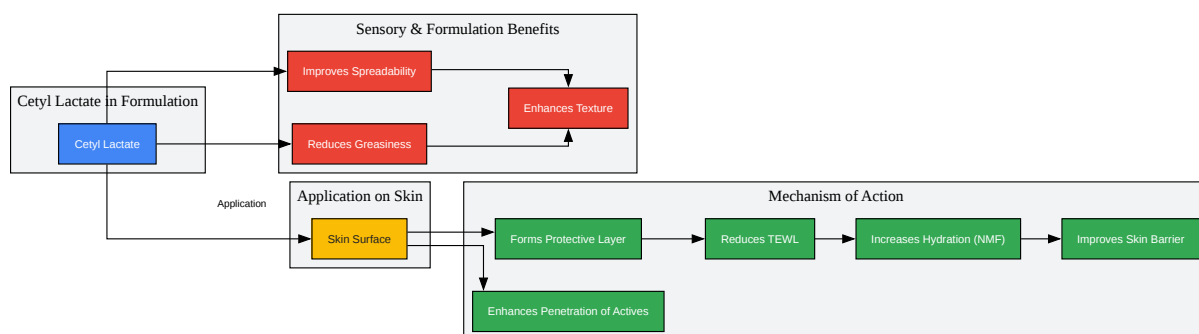 Sensory & Formulation Benefits
Improves Spreadability
Enhances Texture
Reduces Greasiness
Cetyl Lactate in Formulation
Cetyl Lactate
Application
Application on Skin
Skin Surface
Mechanism of Action
Forms Protective Layer
Reduces TEWL
Increases Hydration (NMF)
Improves Skin Barrier
Enhances Penetration of Actives